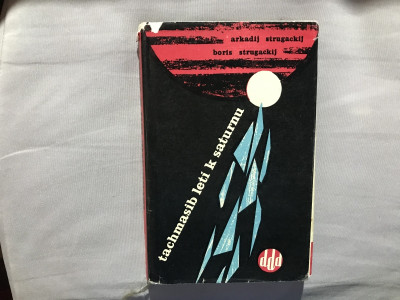 arkadij strugackij
boris strugackij
tachmasib letí k saturnu
ddd